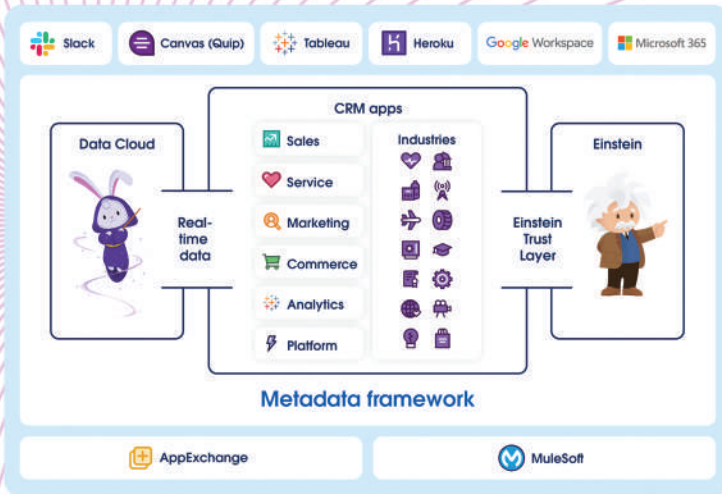 Slack
Canvas (Quip)
Tableau
Heroku
Google Workspace
Microsoft 365
CRM apps
Data Cloud
Real-
time
data
Sales
Service
Marketing
Commerce
Analytics
Platform
Industries
Einstein
Einstein
Trust
Layer
Metadata framework
AppExchange
MuleSoft